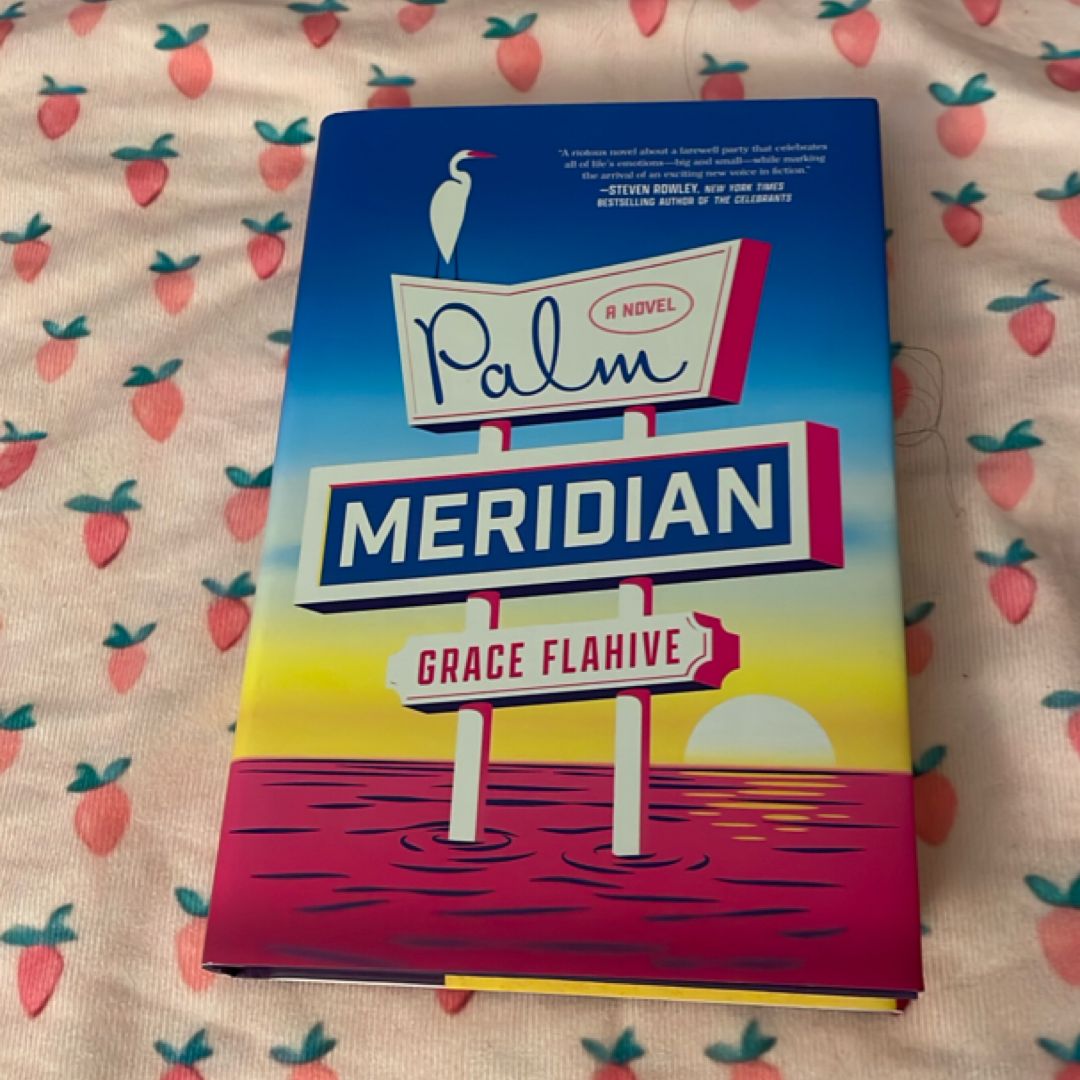 "A riotous novel about a farewell party that celebrates
all of life's emotions—big and small—while marking
the arrival of an exciting new voice in fiction."
—STEVEN ROWLEY, NEW YORK TIMES
BESTSELLING AUTHOR OF THE CELEBRANTS
A NOVEL
Palm
MERIDIAN
GRACE FLAHIVE